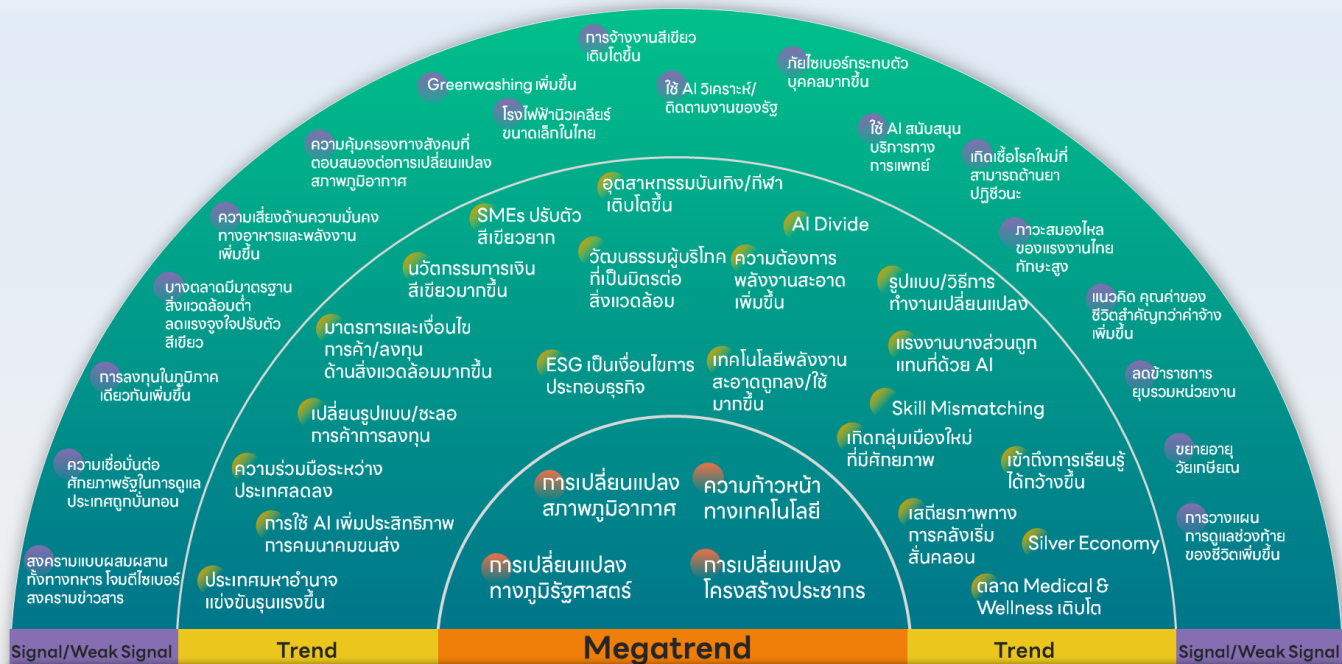 การจ้างงานสีเขียว
เติบโตขึ้น
Greenwashing เพิ่มขึ้น
ใช้ AI วิเคราะห์/
ติดตามงานของรัฐ
ภัยไซเบอร์กระทบตัว
บุคคลมากขึ้น
โรงไฟฟ้านิวเคลียร์
ขนาดเล็กในไทย
ใช้ AI สนับสนุน
บริการทาง
การแพทย์
ความคุ้มครองทางสังคมที่
ตอบสนองต่อการเปลี่ยนแปลง
สภาพภูมิอากาศ
เกิดเชื้อโรคใหม่ที่
สามารถต้านยา
ปฏิชีวนะ
ความเสี่ยงด้านความมั่นคง
ทางอาหารและพลังงาน
เพิ่มขึ้น
ภาวะสมองไหล
ของแรงงานไทย
ทักษะสูง
บางตลาดมีมาตรฐาน
สิ่งแวดล้อมต่ำ
ลดแรงจูงใจปรับตัว
สีเขียว
แนวคิด คุณค่าของ
ชีวิตสำคัญกว่าค่าจ้าง
เพิ่มขึ้น
การลงทุนในภูมิภาค
เดียวกันเพิ่มขึ้น
ลดข้าราชการ
ยุบรวมหน่วยงาน
ความเชื่อมั่นต่อ
ศักยภาพรัฐในการดูแล
ประเทศถูกบั่นทอน
ขยายอายุ
วัยเกษียณ
สงครามแบบผสมผสาน
ทั้งทางทหาร โจมตีไซเบอร์
สงครามข่าวสาร
การวางแผน
การดูแลช่วงท้าย
ของชีวิตเพิ่มขึ้น
อุตสาหกรรมบันเทิง/กีฬา
เติบโตขึ้น
SMEs ปรับตัว
สีเขียวยาก
AI Divide
วัฒนธรรมผู้บริโภค
ที่เป็นมิตรต่อ
สิ่งแวดล้อม
ความต้องการ
พลังงานสะอาด
เพิ่มขึ้น
นวัตกรรมการเงิน
สีเขียวมากขึ้น
รูปแบบ/วิธีการ
ทำงานเปลี่ยนแปลง
มาตรการและเงื่อนไข
การค้า/ลงทุน
ด้านสิ่งแวดล้อมมากขึ้น
แรงงานบางส่วนถูก
แทนที่ด้วย AI
ESG เป็นเงื่อนไขการ
ประกอบธุรกิจ
เทคโนโลยีพลังงาน
สะอาดถูกลง/ใช้
มากขึ้น
เปลี่ยนรูปแบบ/ชะลอ
การค้าการลงทุน
Skill Mismatching
เกิดกลุ่มเมืองใหม่
ที่มีศักยภาพ
ความร่วมมือระหว่าง
ประเทศลดลง
เข้าถึงการเรียนรู้
ได้กว้างขึ้น
การใช้ AI เพิ่มประสิทธิภาพ
การคมนาคมขนส่ง
เสถียรภาพทาง
การคลังเริ่ม
สั่นคลอน
Silver Economy
ประเทศมหาอำนาจ
แข่งขันรุนแรงขึ้น
ตลาด Medical &
Wellness เติบโต
การเปลี่ยนแปลง
สภาพภูมิอากาศ
ความก้าวหน้า
ทางเทคโนโลยี
การเปลี่ยนแปลง
ทางภูมิรัฐศาสตร์
การเปลี่ยนแปลง
โครงสร้างประชากร
Signal/Weak Signal
Trend
Megatrend
Trend
Signal/Weak Signal